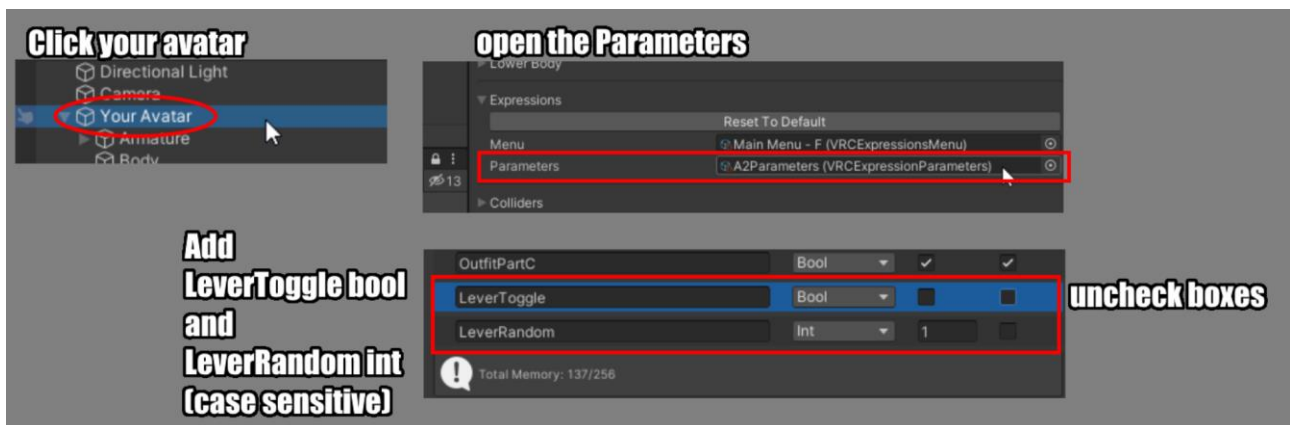 Click your avatar
Directional Light
Camera
Your Avatar
Armature
Body
open the Parameters
Lower Body
Expressions
Reset To Default
Menu
Main Menu - F (VRCExpressionsMenu)
Parameters
A2Parameters (VRCExpressionParameters)
13
Colliders
Add
LeverToggle bool
and
LeverRandom int
(case sensitive)
OutfitPartC Bool
LeverToggle Bool
LeverRandom Int 1
Total Memory: 137/256
uncheck boxes